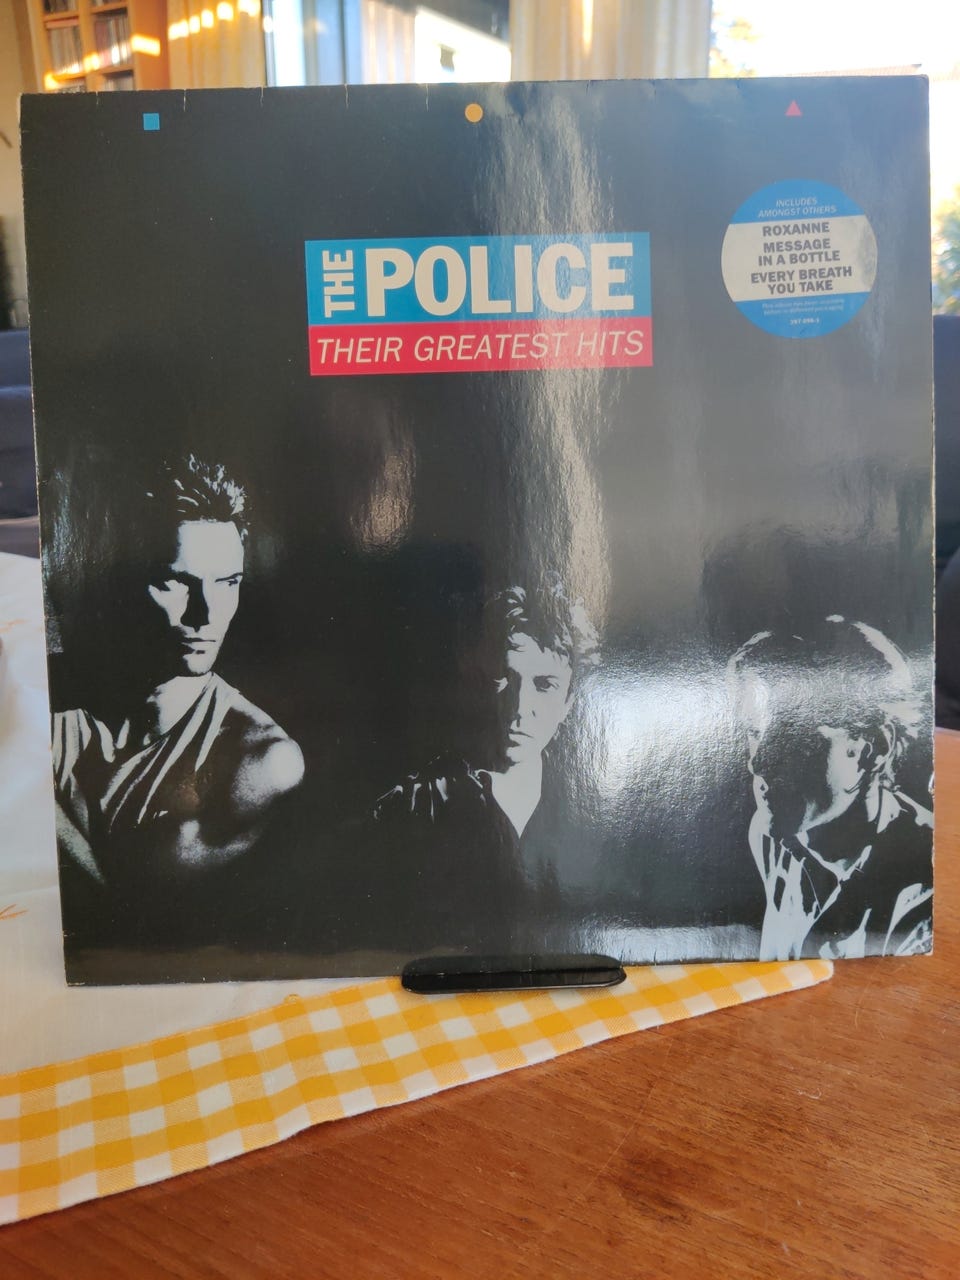 THE POLICE
THEIR GREATEST HITS
INCLUDES
AMONGST OTHERS
ROXANNE
MESSAGE
IN A BOTTLE
EVERY BREATH
YOU TAKE